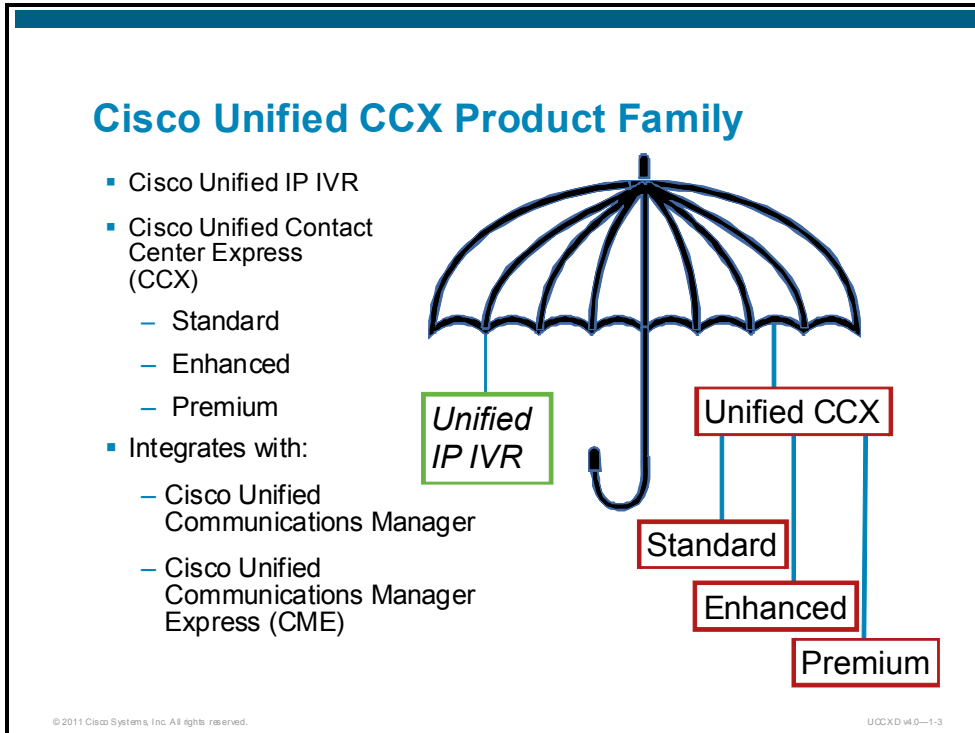 Cisco Unified CCX Product Family
▪ Cisco Unified IP IVR
▪ Cisco Unified Contact
Center Express
(CCX)
– Standard
– Enhanced
– Premium
▪ Integrates with:
– Cisco Unified
Communications Manager
– Cisco Unified
Communications Manager
Express (CME)
Unified
IP IVR
Unified CCX
Standard
Enhanced
Premium
© 2011 Cisco Systems, Inc. All rights reserved.
UCCXD v4.0—1-3